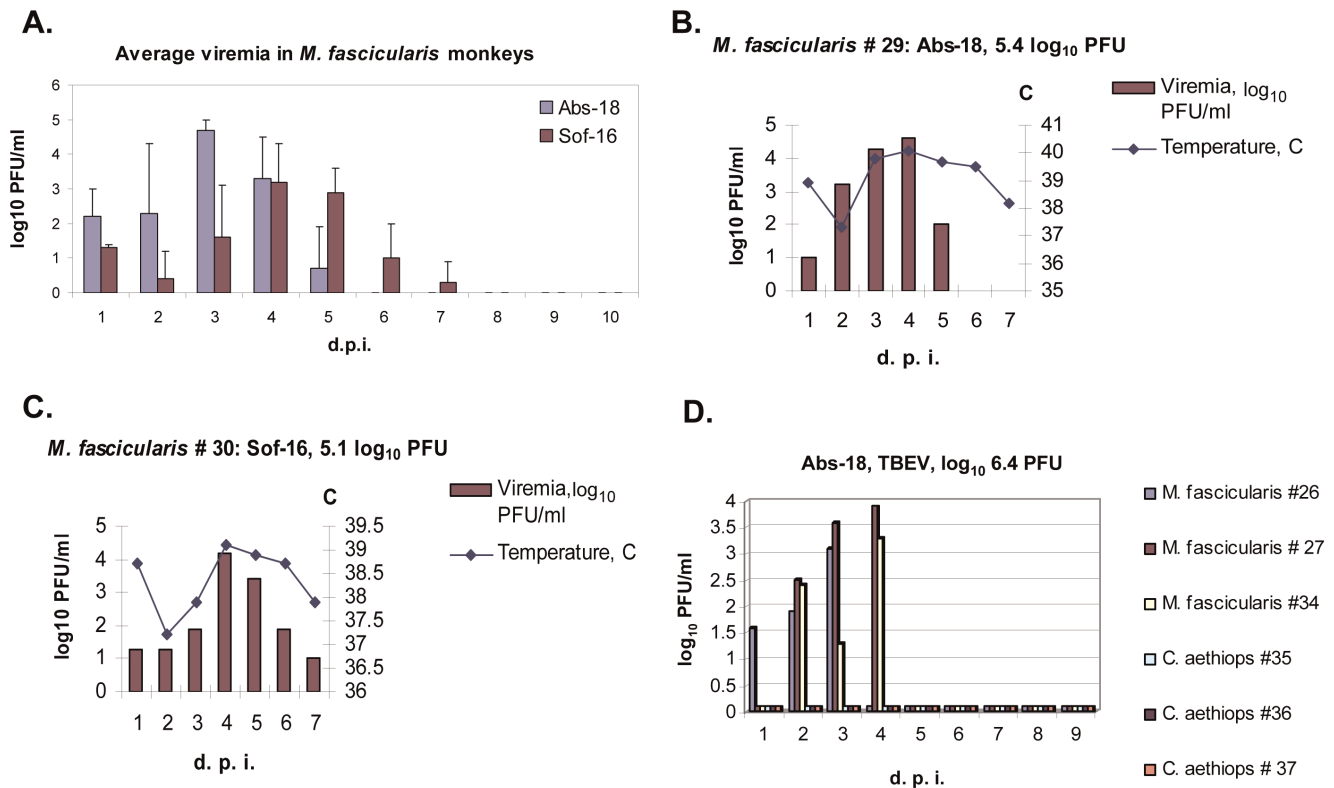 A.
Average viremia in M. fascicularis monkeys
log10 PFU/ml
6
5
4
3
2
1
0
Abs-18
Sof-16
1 2 3 4 5 6 7 8 9 10
d.p.i.
B.
M. fascicularis # 29: Abs-18, 5.4 log10 PFU
C
Viremia, log10
PFU/ml
Temperature, C
log10 PFU/ml
5
4
3
2
1
0
41
40
39
38
37
36
35
1 2 3 4 5 6 7
d. p. i.
C.
M. fascicularis # 30: Sof-16, 5.1 log10 PFU
C
Viremia,log10
PFU/ml
Temperature, C
log10 PFU/ml
5
4
3
2
1
0
39.5
39
38.5
38
37.5
37
36.5
36
1 2 3 4 5 6 7
d. p. i.
D.
Abs-18, TBEV, log10 6.4 PFU
log10 PFU/ml
4
3.5
3
2.5
2
1.5
1
0.5
0
1 2 3 4 5 6 7 8 9
d. p. i.
M. fascicularis #26
M. fascicularis # 27
M. fascicularis #34
C. aethiops #35
C. aethiops #36
C. aethiops # 37